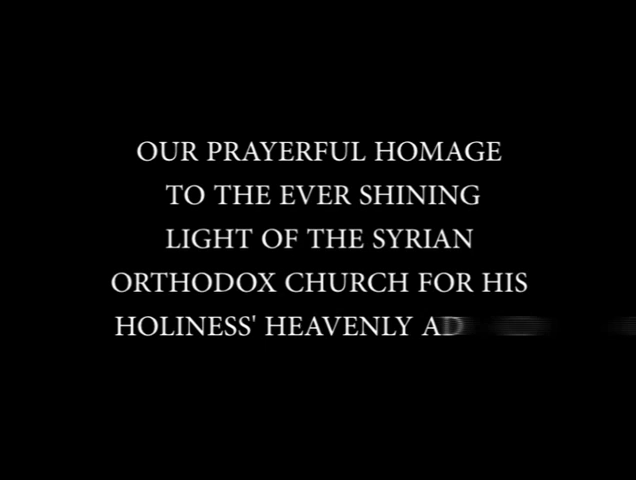 OUR PRAYERFUL HOMAGE
TO THE EVER SHINING
LIGHT OF THE SYRIAN
ORTHODOX CHURCH FOR HIS
HOLINESS' HEAVENLY